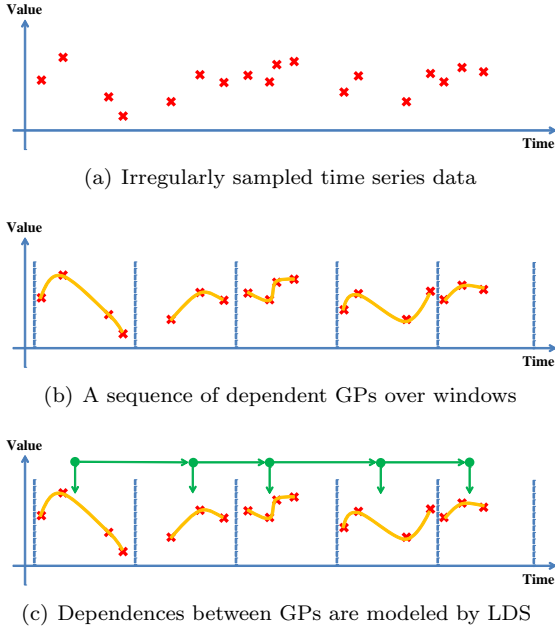 Value
Time
(a) Irregularly sampled time series data
Value
Time
(b) A sequence of dependent GPs over windows
Value
Time
(c) Dependences between GPs are modeled by LDS